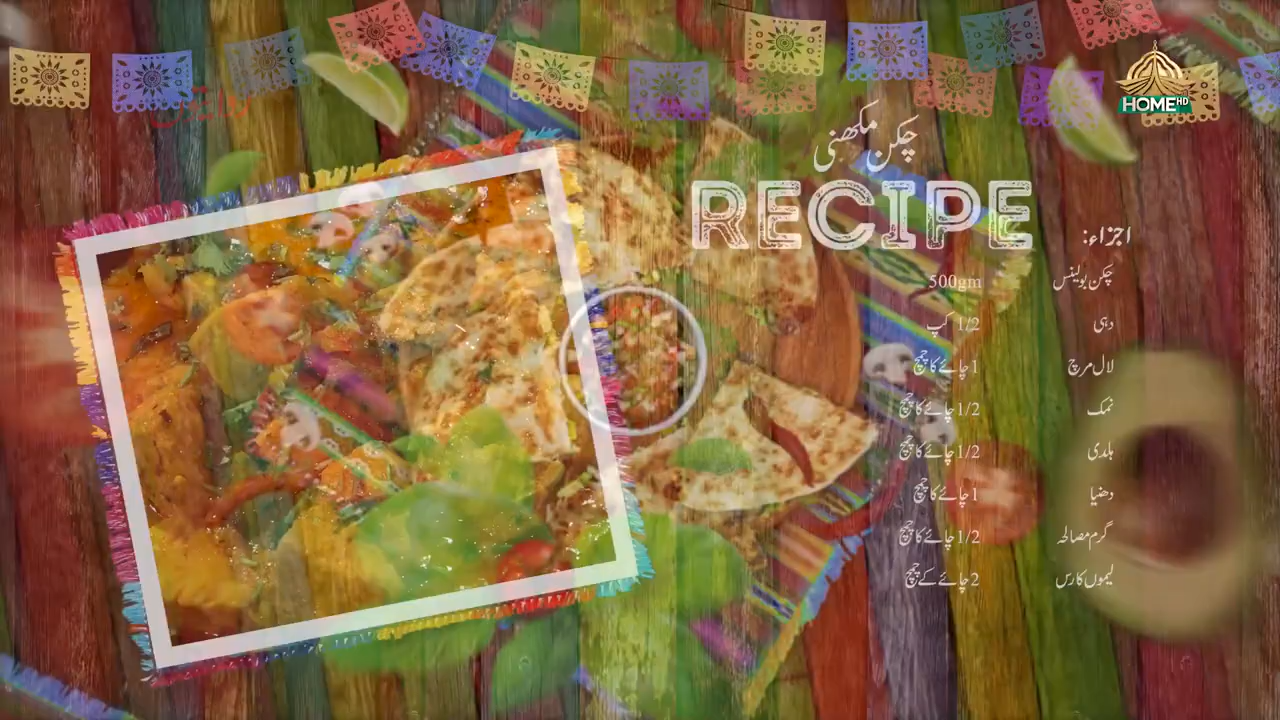 HOME HD
چکن مکھنی
RECIPE
اجزاء:
چکن بولینس 500gm
دہی 1/2 کپ
لال مرچ 1 چائے کا چمچ
نمک 1/2 چائے کا چمچ
ہلدی 1/2 چائے کا چمچ
دھنیا 1 چائے کا چمچ
گرم مصالحہ 1/2 چائے کا چمچ
لیموں کا رس 2 چائے کے چمچ